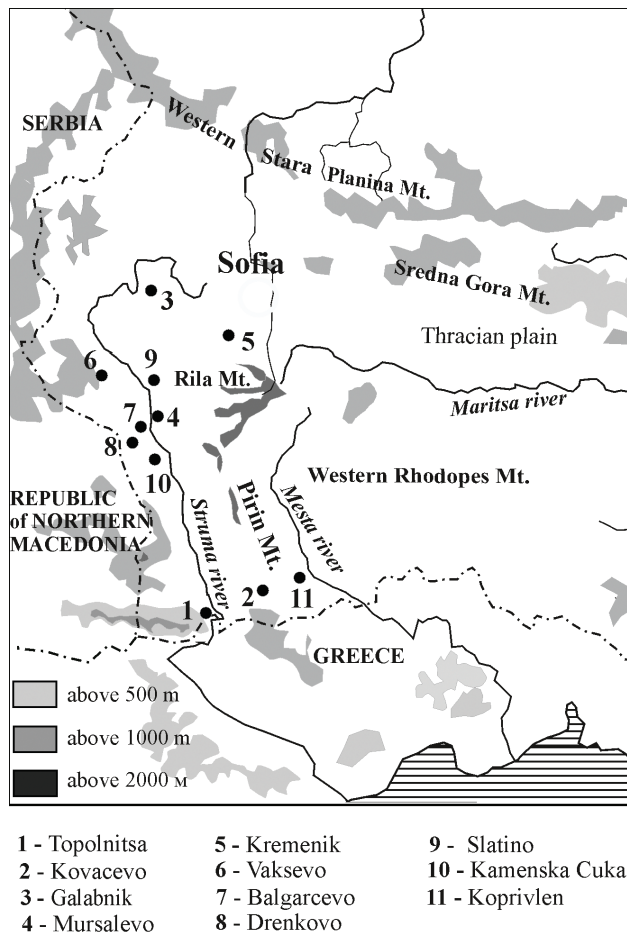 SERBIA
Western
Stara Planina Mt.
Sofia
Sredna Gora Mt.
3
5
Thracian plain
6
9
Rila Mt.
Maritsa river
7
4
8
10
Western Rhodopes Mt.
REPUBLIC
of NORTHERN
MACEDONIA
Struma river
Pirin Mt.
Mesta river
1
2
11
GREECE
above 500 m
above 1000 m
above 2000 м
1 - Topolnitsa
2 - Kovacevo
3 - Galabnik
4 - Mursalevo
5 - Kremenik
6 - Vaksevo
7 - Balgarcevo
8 - Drenkovo
9 - Slatino
10 - Kamenska Cuka
11 - Koprivlen